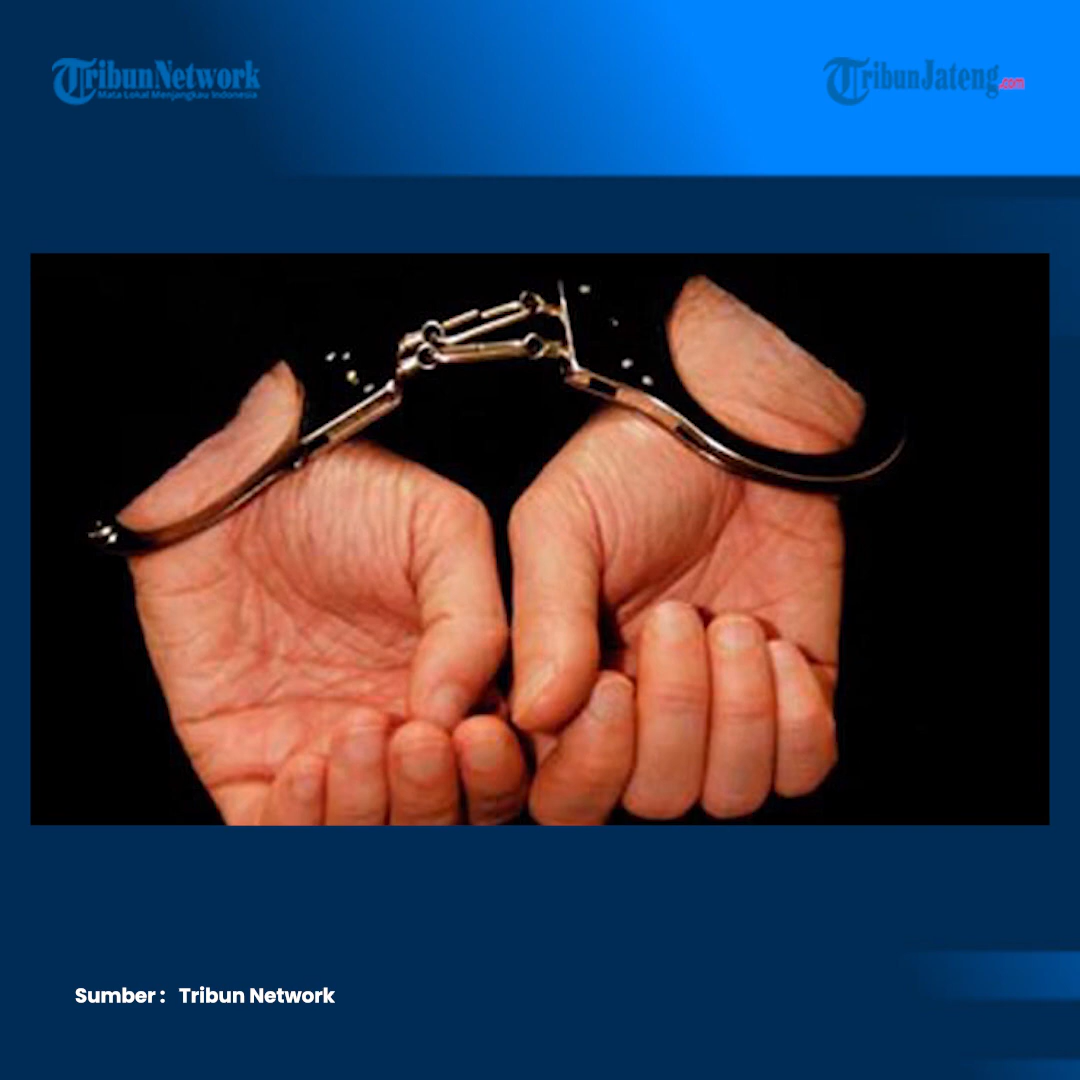 TribunNetwork
Mata Lokal Menjangkau Indonesia
TribunJateng.com
Sumber : Tribun Network